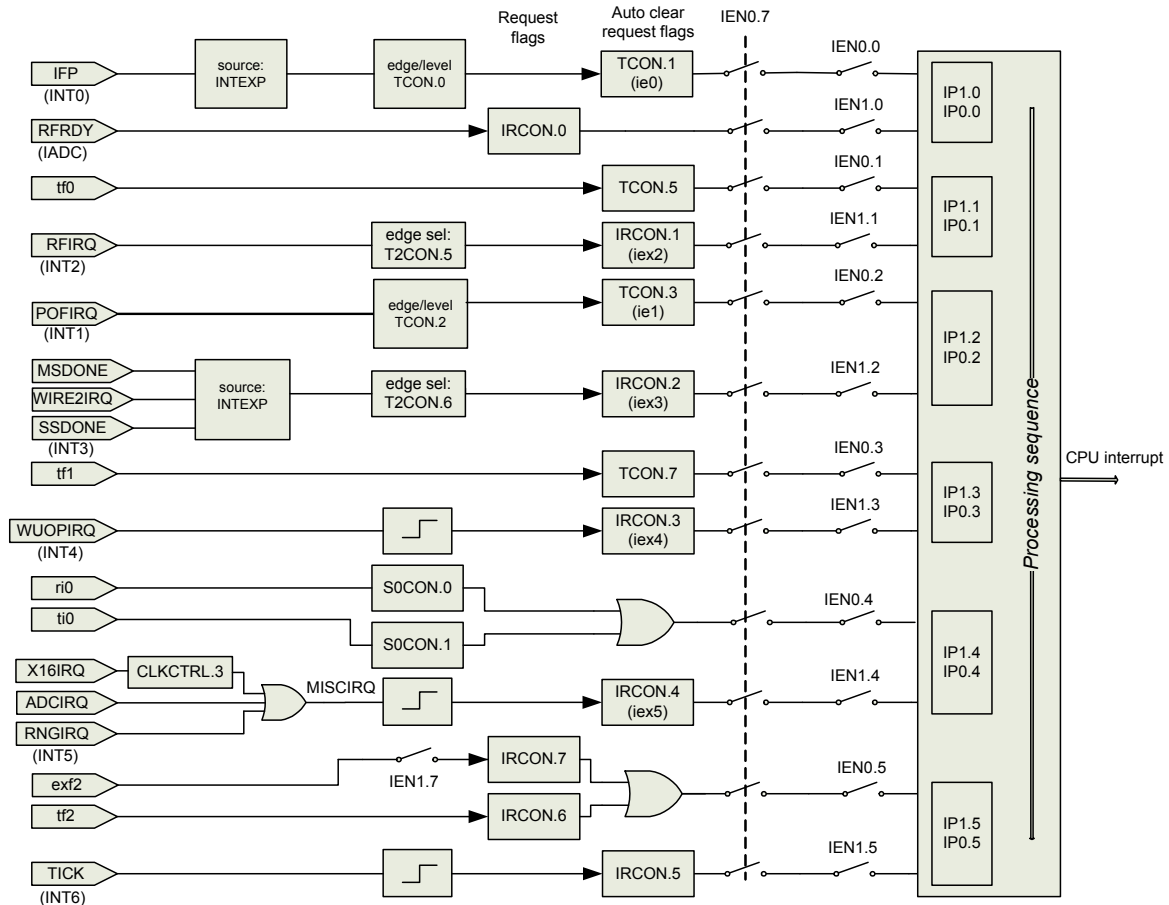 Request flags
Auto clear request flags
IEN0.7
IFP
(INT0)
source: INTEXP
edge/level TCON.0
TCON.1 (ie0)
IEN0.0
IP1.0
IP0.0
RFRDY
(IADC)
IRCON.0
IEN1.0
tf0
TCON.5
IEN0.1
IP1.1
IP0.1
RFIRQ
(INT2)
edge sel: T2CON.5
IRCON.1 (iex2)
IEN1.1
POFIRQ
(INT1)
edge/level TCON.2
TCON.3 (ie1)
IEN0.2
IP1.2
IP0.2
MSDONE
WIRE2IRQ
SSDONE
(INT3)
source: INTEXP
edge sel: T2CON.6
IRCON.2 (iex3)
IEN1.2
tf1
TCON.7
IEN0.3
IP1.3
IP0.3
WUOPIRQ
(INT4)
IRCON.3 (iex4)
IEN1.3
ri0
S0CON.0
ti0
S0CON.1
IEN0.4
IP1.4
IP0.4
X16IRQ
CLKCTRL.3
ADCIRQ
RNGIRQ
(INT5)
MISCIRQ
IRCON.4 (iex5)
IEN1.4
exf2
IEN1.7
IRCON.7
tf2
IRCON.6
IEN0.5
IP1.5
IP0.5
TICK
(INT6)
IRCON.5
IEN1.5
Processing sequence
CPU interrupt